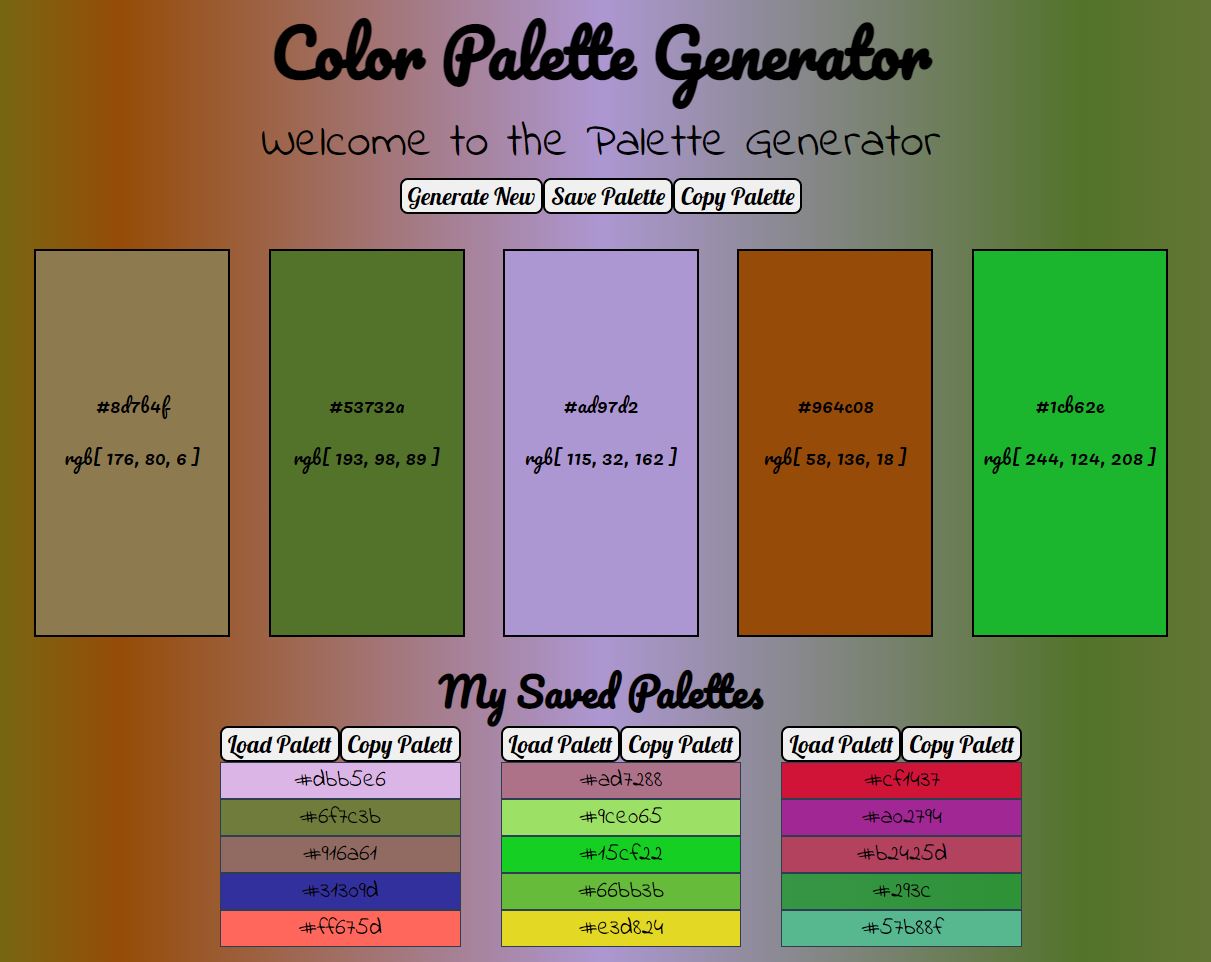 Color Palette Generator
Welcome to the Palette Generator
Generate New Save Palette Copy Palette
#8d7b4f #53732a #ad97d2 #964c08 #1cb62e
rgb[ 176, 80, 6 ] rgb[ 193, 98, 89 ] rgb[ 115, 32, 162 ] rgb[ 58, 136, 18 ] rgb[ 244, 124, 208 ]
My Saved Palettes
Load Palett Copy Palett Load Palett Copy Palett Load Palett Copy Palett
#dbb5e6 #ad7288 #cf1437
#6f7c3b #9ce065 #a02794
#916a61 #15cf22 #b2425d
#31309d #66bb3b #293c
#ff675d #e3d824 #57b88f